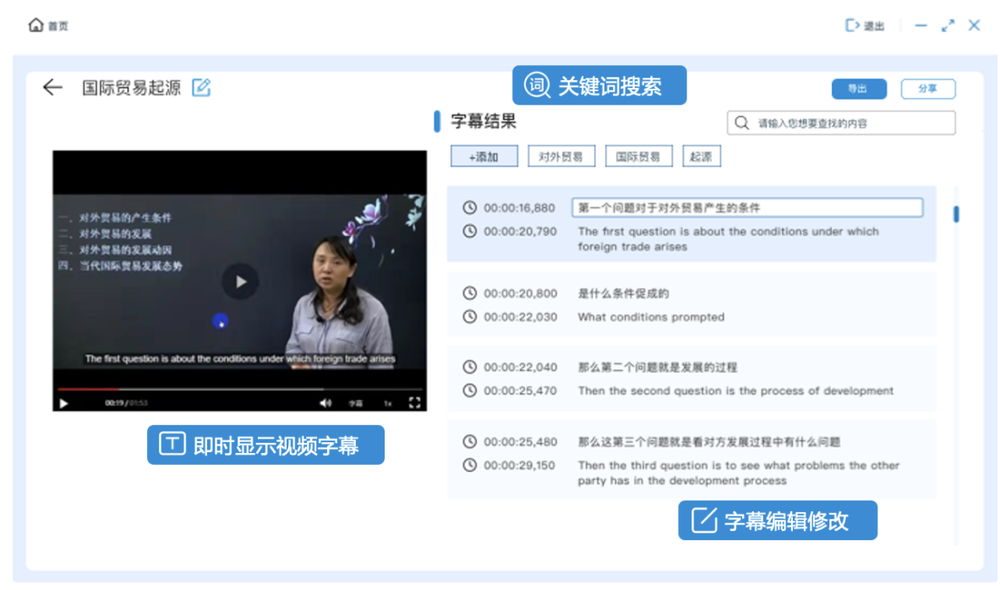 首页
退出
国际贸易起源
词 关键词搜索
导出
分享
字幕结果
请输入您想要查找的内容
+添加
对外贸易
国际贸易
起源
一、对外贸易的产生条件
二、对外贸易的发展
三、对外贸易的发展动因
四、当代国际贸易发展态势
The first question is about the conditions under which foreign trade arises
00:19 / 01:53
字幕
1x
T 即时显示视频字幕
00:00:16,880 第一个问题对于对外贸易产生的条件
00:00:20,790 The first question is about the conditions under which
foreign trade arises
00:00:20,800 是什么条件促成的
00:00:22,030 What conditions prompted
00:00:22,040 那么第二个问题就是发展的过程
00:00:25,470 Then the second question is the process of development
00:00:25,480 那么这第三个问题就是看对方发展过程中有什么问题
00:00:29,150 Then the third question is to see what problems the other
party has in the development process
字幕编辑修改